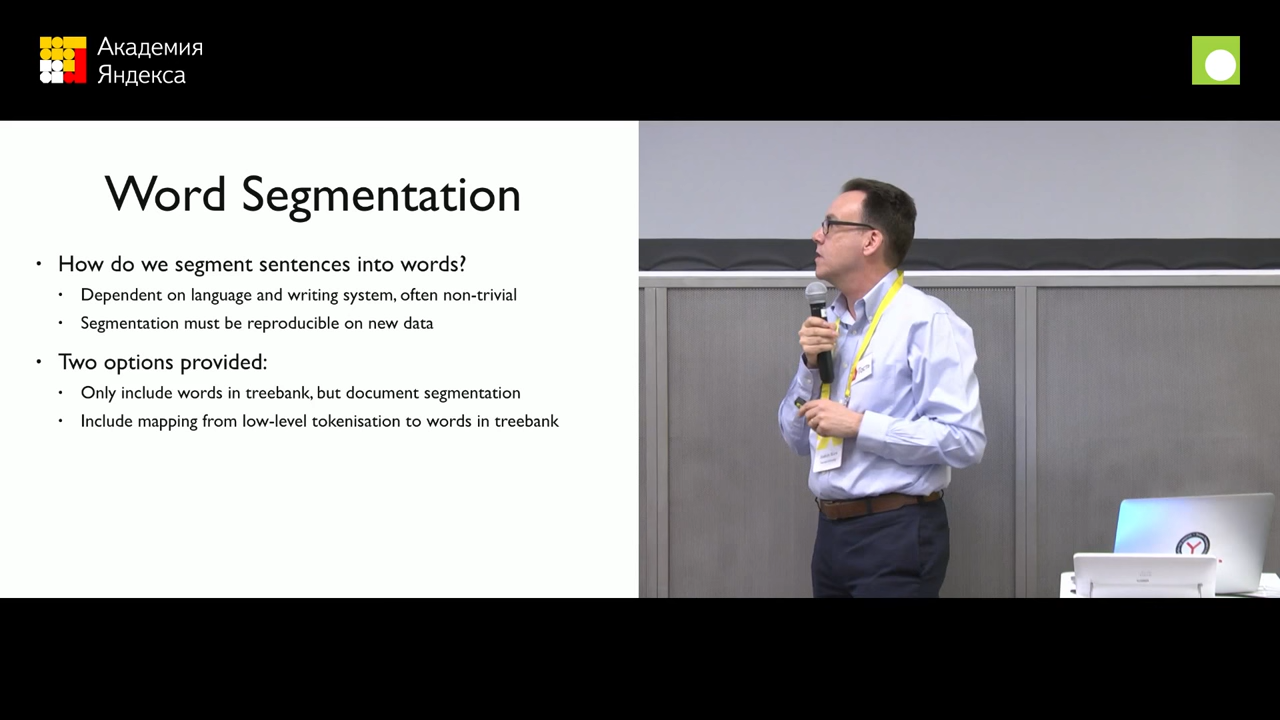 Академия
Яндекса
Word Segmentation
• How do we segment sentences into words?
• Dependent on language and writing system, often non-trivial
• Segmentation must be reproducible on new data
• Two options provided:
• Only include words in treebank, but document segmentation
• Include mapping from low-level tokenisation to words in treebank